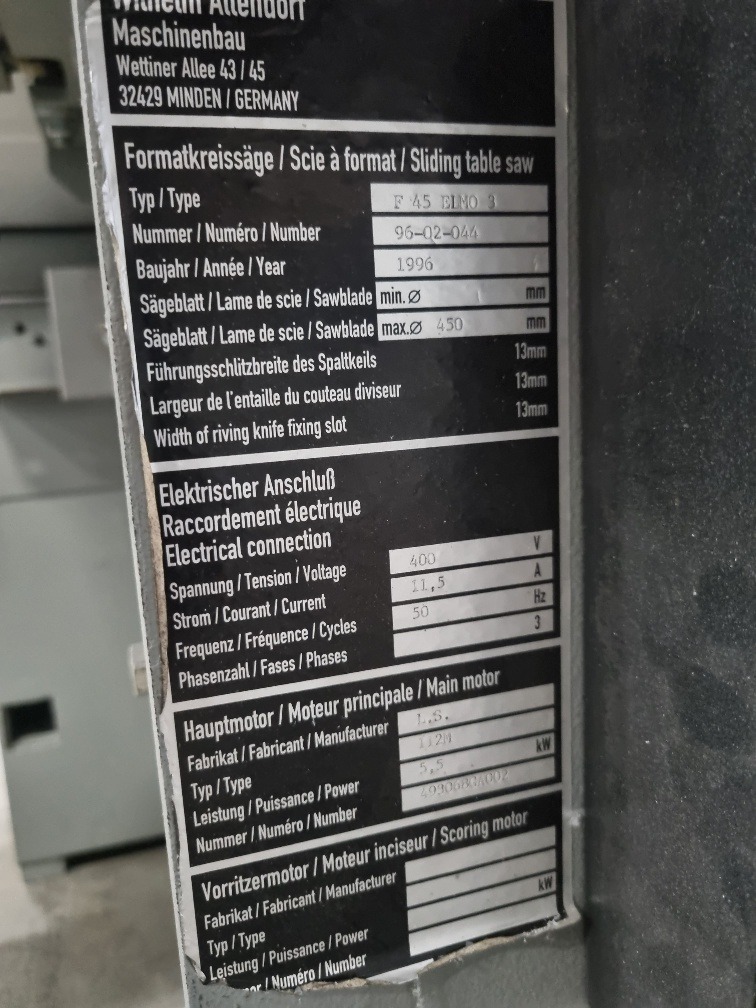 Wilhelm Altendorf
Maschinenbau
Wettiner Allee 43 / 45
32429 MINDEN / GERMANY
Formatkreissäge / Scie à format / Sliding table saw
Typ / Type F 45 ELMO 3
Nummer / Numéro / Number 96-02-044
Baujahr / Année / Year 1996
Sägeblatt / Lame de scie / Sawblade min. Ø mm
Sägeblatt / Lame de scie / Sawblade max. Ø 450 mm
Führungsschlitzbreite des Spaltkeils 13mm
Largeur de l'entaille du couteau diviseur 13mm
Width of riving knife fixing slot 13mm
Elektrischer Anschluß
Raccordement électrique
Electrical connection
Spannung / Tension / Voltage 400 V
Strom / Courant / Current 11,5 A
Frequenz / Fréquence / Cycles 50 Hz
Phasenzahl / Fases / Phases 3
Hauptmotor / Moteur principale / Main motor
Fabrikat / Fabricant / Manufacturer L.S.
Typ / Type 112M
Leistung / Puissance / Power 5,5 kW
Nummer / Numéro / Number
Vorritzermotor / Moteur inciseur / Scoring motor
Fabrikat / Fabricant / Manufacturer
Typ / Type
Leistung / Puissance / Power kW
/ Numéro / Number